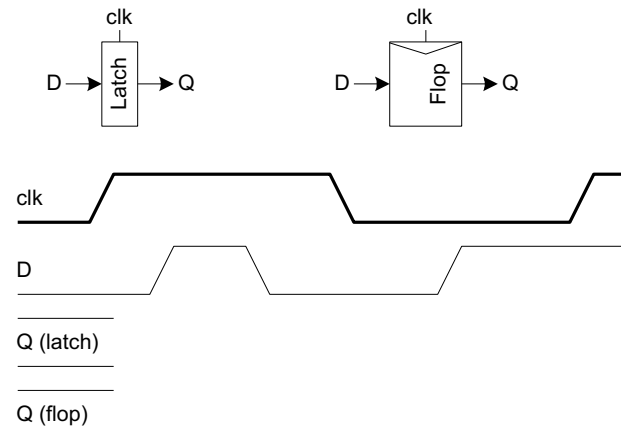 clk
clk
D Latch Q
D Flop Q
clk
D
Q (latch)
Q (flop)